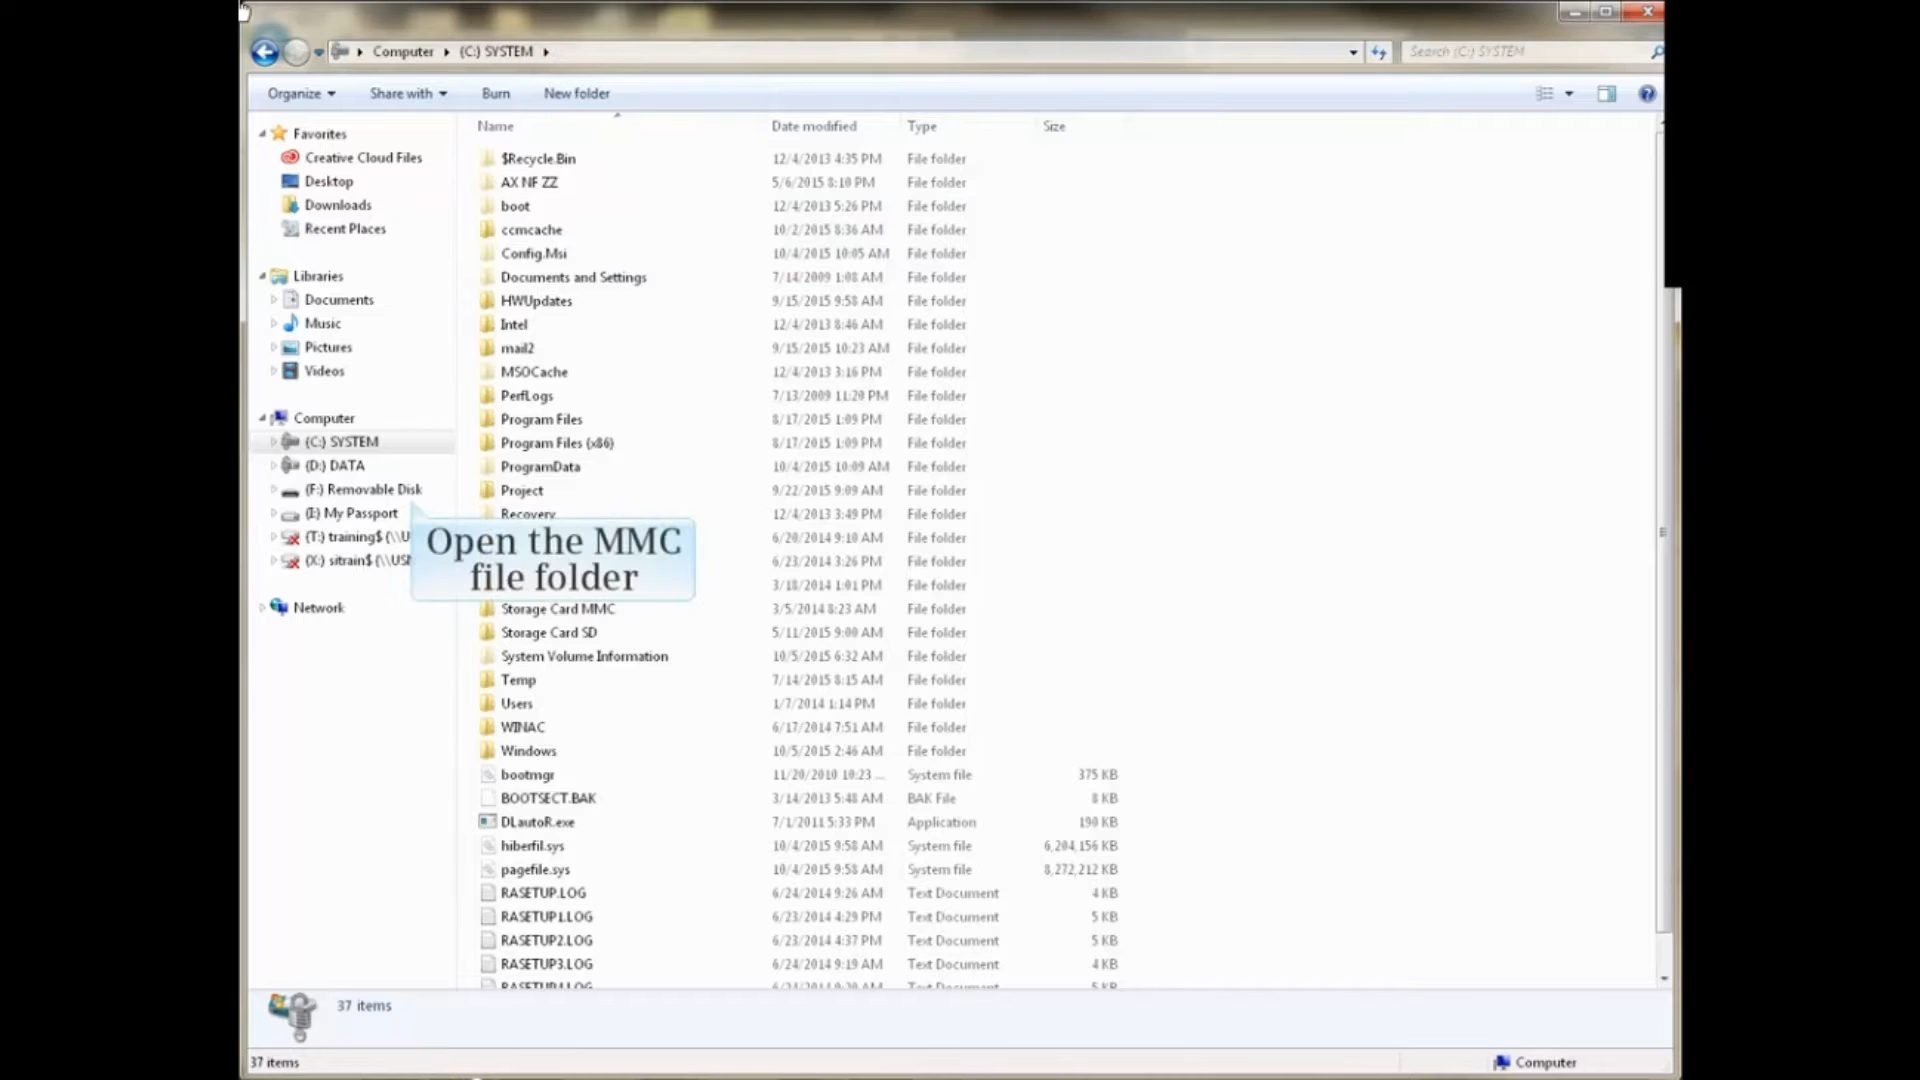 Computer (C:) SYSTEM
Search (C:) SYSTEM
Organize Share with Burn New folder
Name Date modified Type Size
Favorites
Creative Cloud Files
Desktop
Downloads
Recent Places
Libraries
Documents
Music
Pictures
Videos
Computer
(C:) SYSTEM
(D:) DATA
(F:) Removable Disk
(I:) My Passport
(T:) training$ (\\U
(X:) sitrain$ (\\USN
Network
$Recycle.Bin 12/4/2013 4:35 PM File folder
AX NF ZZ 5/6/2015 8:10 PM File folder
boot 12/4/2013 5:26 PM File folder
ccmcache 10/2/2015 8:36 AM File folder
Config.Msi 10/4/2015 10:05 AM File folder
Documents and Settings 7/14/2009 1:08 AM File folder
HWUpdates 9/15/2015 9:58 AM File folder
Intel 12/4/2013 8:46 AM File folder
mail2 9/15/2015 10:23 AM File folder
MSOCache 12/4/2013 3:16 PM File folder
PerfLogs 7/13/2009 11:20 PM File folder
Program Files 8/17/2015 1:09 PM File folder
Program Files (x86) 8/17/2015 1:09 PM File folder
ProgramData 10/4/2015 10:09 AM File folder
Project 9/22/2015 9:09 AM File folder
Recovery 12/4/2013 3:49 PM File folder
6/20/2014 9:10 AM File folder
6/23/2014 3:26 PM File folder
3/18/2014 1:01 PM File folder
Open the MMC
file folder
Storage Card MMC 3/5/2014 8:23 AM File folder
Storage Card SD 5/11/2015 9:00 AM File folder
System Volume Information 10/5/2015 6:32 AM File folder
Temp 7/14/2015 8:15 AM File folder
Users 1/7/2014 1:14 PM File folder
WINAC 6/17/2014 7:51 AM File folder
Windows 10/5/2015 2:46 AM File folder
bootmgr 11/20/2010 10:23 ... System file 375 KB
BOOTSECT.BAK 3/14/2013 5:48 AM BAK File 8 KB
DLautoR.exe 7/1/2011 5:33 PM Application 190 KB
hiberfil.sys 10/4/2015 9:58 AM System file 6,204,156 KB
pagefile.sys 10/4/2015 9:58 AM System file 8,272,212 KB
RASETUP.LOG 6/24/2014 9:26 AM Text Document 4 KB
RASETUP1.LOG 6/23/2014 4:29 PM Text Document 5 KB
RASETUP2.LOG 6/23/2014 4:37 PM Text Document 5 KB
RASETUP3.LOG 6/24/2014 9:19 AM Text Document 4 KB
37 items
37 items
Computer